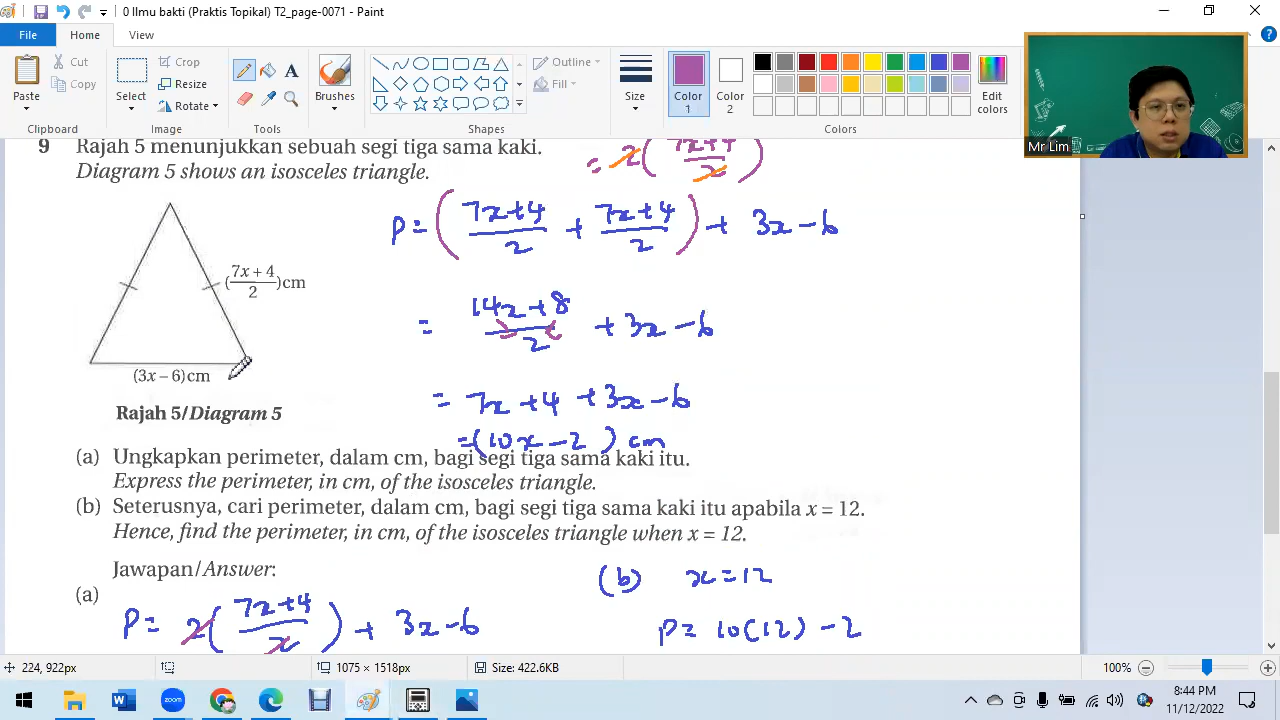 0 Ilmu bakti (Praktis Topikal) T2_page-0071 - Paint
File Home View
Paste Cut Copy Clipboard
Select Crop Resize Rotate Image
Tools
Brushes
Shapes Outline Fill
Size
Color 1 Color 2 Edit colors Colors
Mr Lim
9 Rajah 5 menunjukkan sebuah segi tiga sama kaki.
Diagram 5 shows an isosceles triangle.
= 2(7x+4/2)
P = (7x+4/2 + 7x+4/2) + 3x - 6
(7x + 4/2)cm
= 14x + 8/2 + 3x - 6
(3x – 6)cm
= 7x + 4 + 3x - 6
Rajah 5/Diagram 5
= (10x - 2) cm
(a) Ungkapkan perimeter, dalam cm, bagi segi tiga sama kaki itu.
Express the perimeter, in cm, of the isosceles triangle.
(b) Seterusnya, cari perimeter, dalam cm, bagi segi tiga sama kaki itu apabila x = 12.
Hence, find the perimeter, in cm, of the isosceles triangle when x = 12.
Jawapan/Answer:
(a) P = 2(7x+4/2) + 3x - 6
(b) x = 12
P = 10(12) - 2
224, 922px 1075 × 1518px Size: 422.6KB 100%
zoom
8:44 PM
11/12/2022